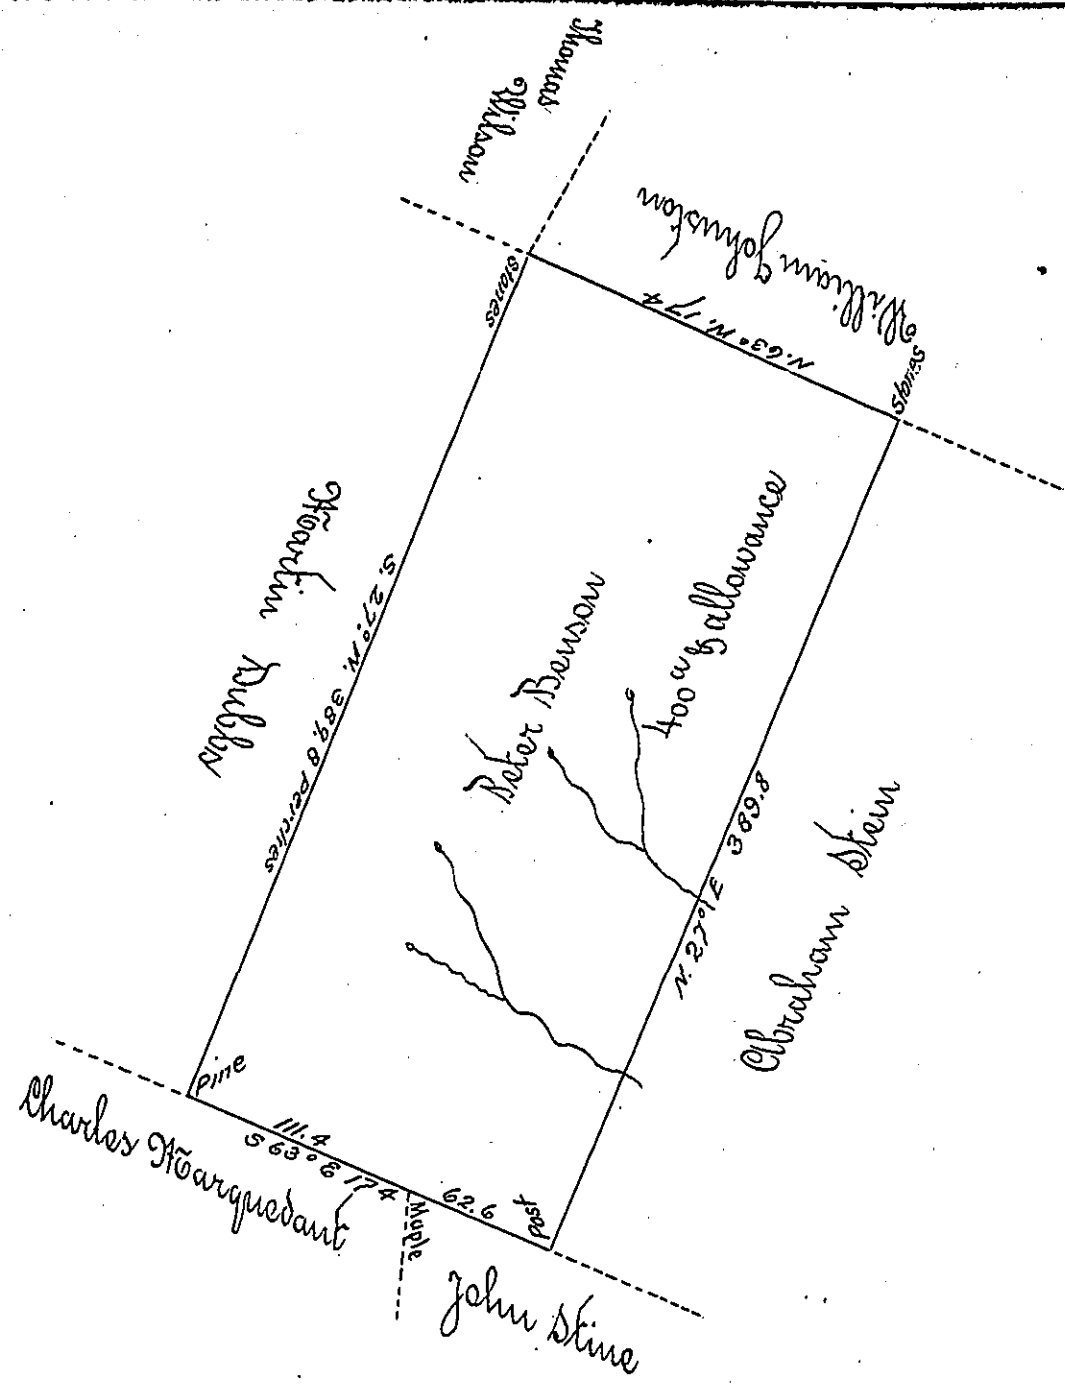 Thomas
Wilson
William Johnston
Stones
N. 63° W. 174
Stones
Martin Dubbs
S. 27.° W. 389.8 perches
Peter Benson
400 a & allowance
N. 27° E 389.8
Abraham Stein
Pine
111.4
S 63° E 174
62.6
Post
Maple
Charles Marquedant
John Stine